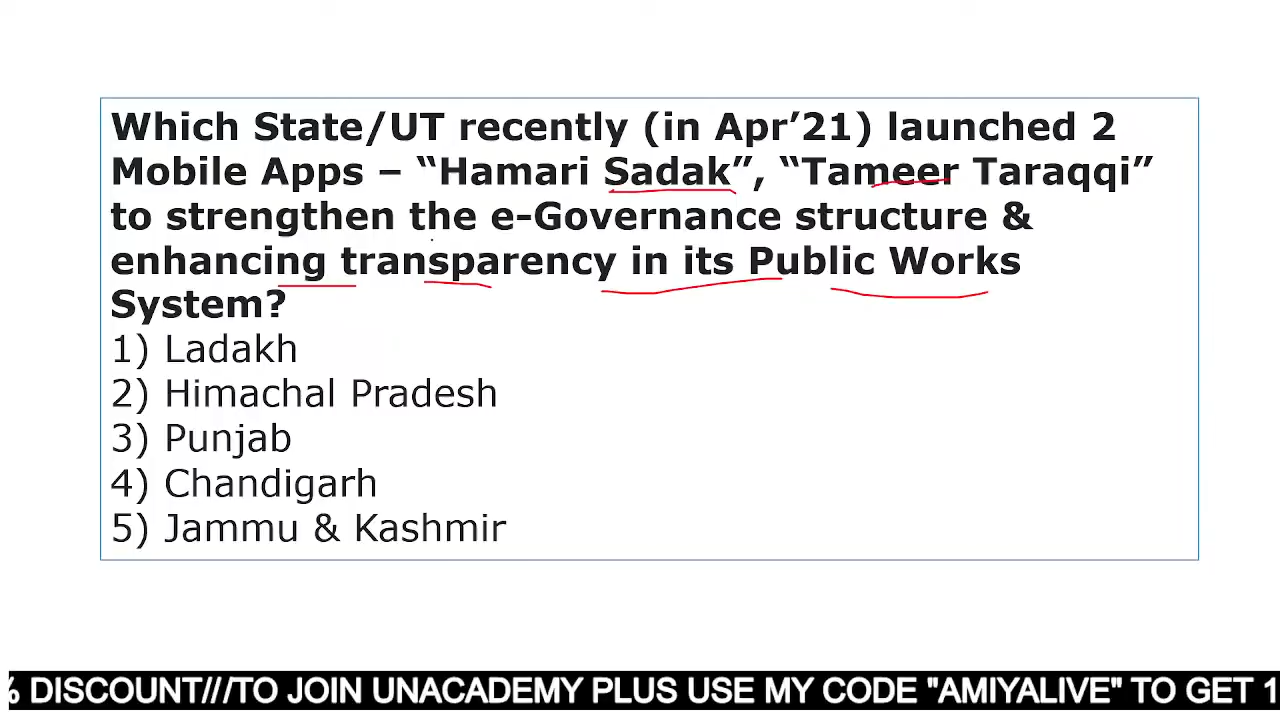 Which State/UT recently (in Apr’21) launched 2
Mobile Apps – “Hamari Sadak”, “Tameer Taraqqi”
to strengthen the e-Governance structure &
enhancing transparency in its Public Works
System?
1) Ladakh
2) Himachal Pradesh
3) Punjab
4) Chandigarh
5) Jammu & Kashmir
% DISCOUNT///TO JOIN UNACADEMY PLUS USE MY CODE "AMIYALIVE" TO GET 1